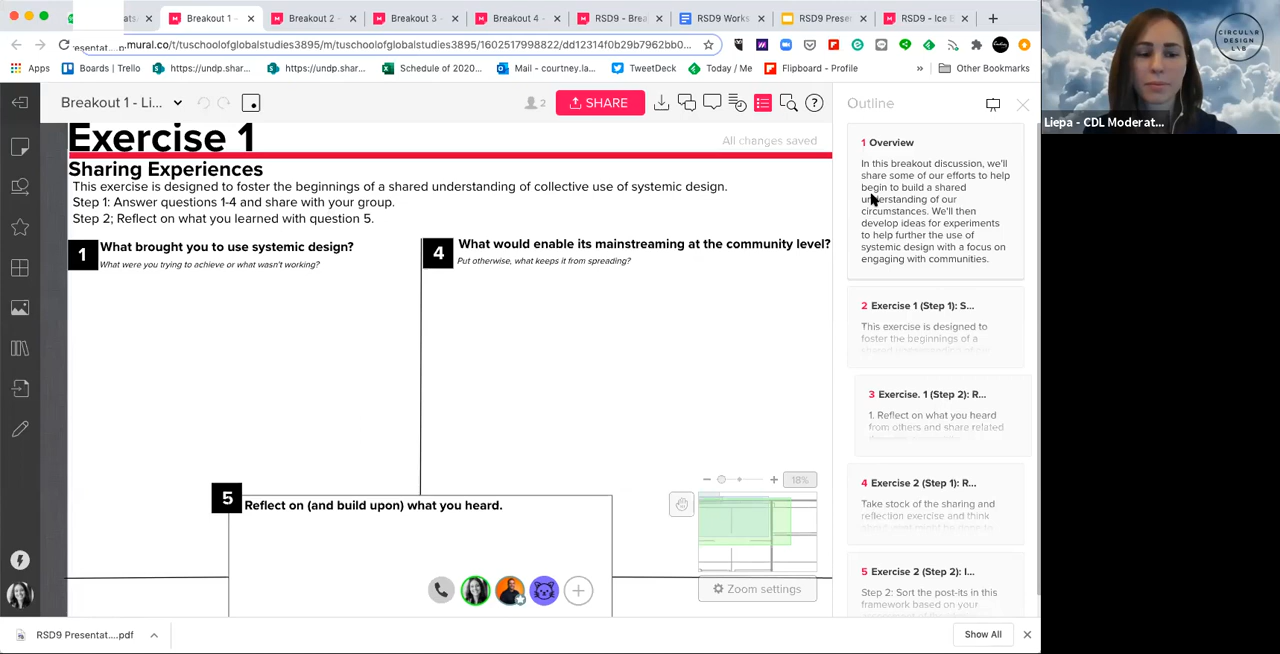 Breakout 1 -
Breakout 2 -
Breakout 3 -
Breakout 4 -
RSD9 - Brea
RSD9 Works
RSD9 Prese
RSD9 - Ice E
mural.co/t/tuschoolofglobalstudies3895/m/tuschoolofglobalstudies3895/1602517998822/dd12314f0b29b7962bb0...
Apps
Boards | Trello
https://undp.shar...
https://undp.shar...
Schedule of 2020...
Mail - courtney.la...
TweetDeck
Today / Me
Flipboard - Profile
»
Other Bookmarks
CIRCULAR
DESIGN
LAB
Liepa - CDL Moderat...
Breakout 1 - Li...
2
SHARE
Outline
Exercise 1
All changes saved
Sharing Experiences
This exercise is designed to foster the beginnings of a shared understanding of collective use of systemic design.
Step 1: Answer questions 1-4 and share with your group.
Step 2; Reflect on what you learned with question 5.
1
What brought you to use systemic design?
What were you trying to achieve or what wasn't working?
4
What would enable its mainstreaming at the community level?
Put otherwise, what keeps it from spreading?
5
Reflect on (and build upon) what you heard.
18%
Zoom settings
1 Overview
In this breakout discussion, we'll
share some of our efforts to help
begin to build a shared
understanding of our
circumstances. We'll then
develop ideas for experiments
to help further the use of
systemic design with a focus on
engaging with communities.
2 Exercise 1 (Step 1): S...
This exercise is designed to
foster the beginnings of a
3 Exercise. 1 (Step 2): R...
1. Reflect on what you heard
from others and share related
4 Exercise 2 (Step 1): R...
Take stock of the sharing and
reflection exercise and think
5 Exercise 2 (Step 2): I...
Step 2: Sort the post-its in this
framework based on your
RSD9 Presentat....pdf
Show All